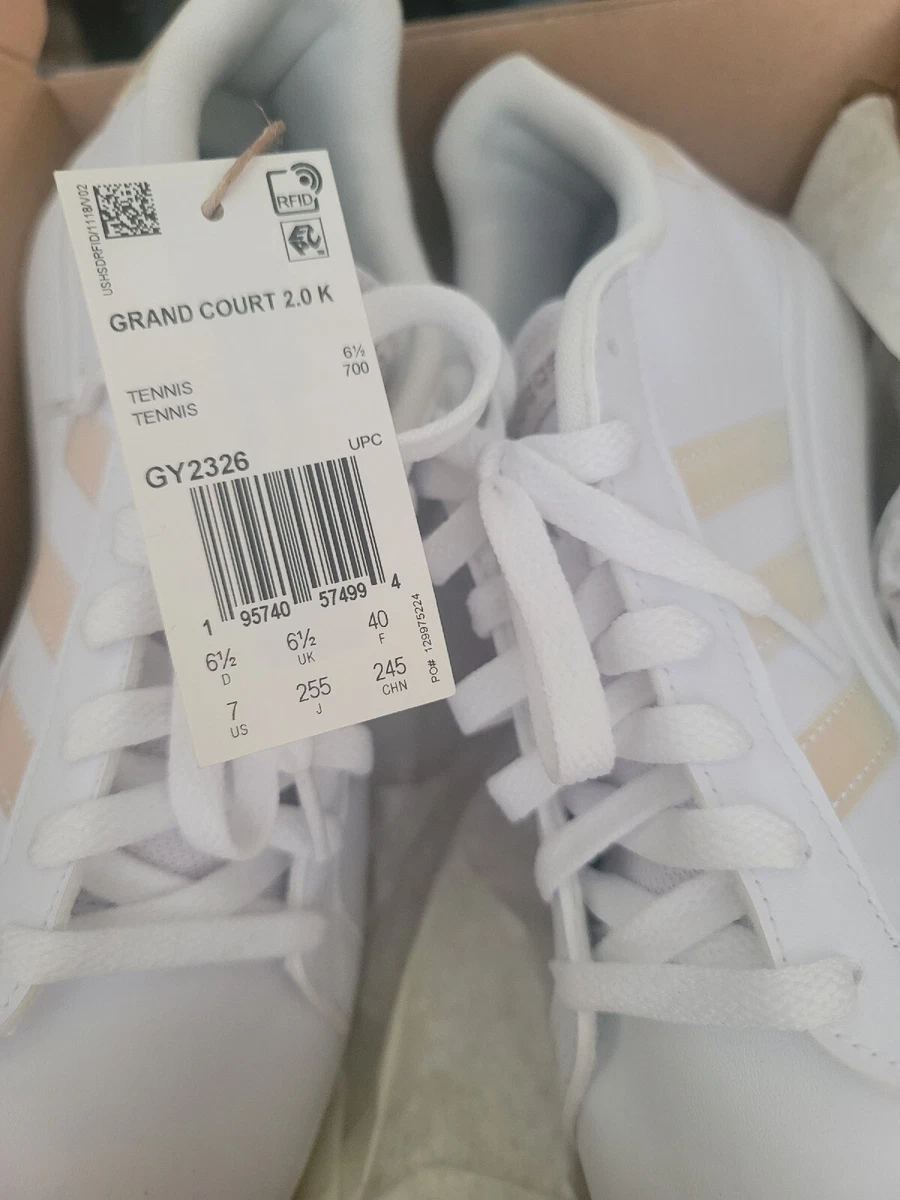 USHSDRFID/1118/V02
RFID
GRAND COURT 2.0 K
6½
700
TENNIS
TENNIS
UPC
GY2326
1 95740 57499 4
6½ 6½ 40
D UK F
7 255 245
US J CHN
PO# 129975224